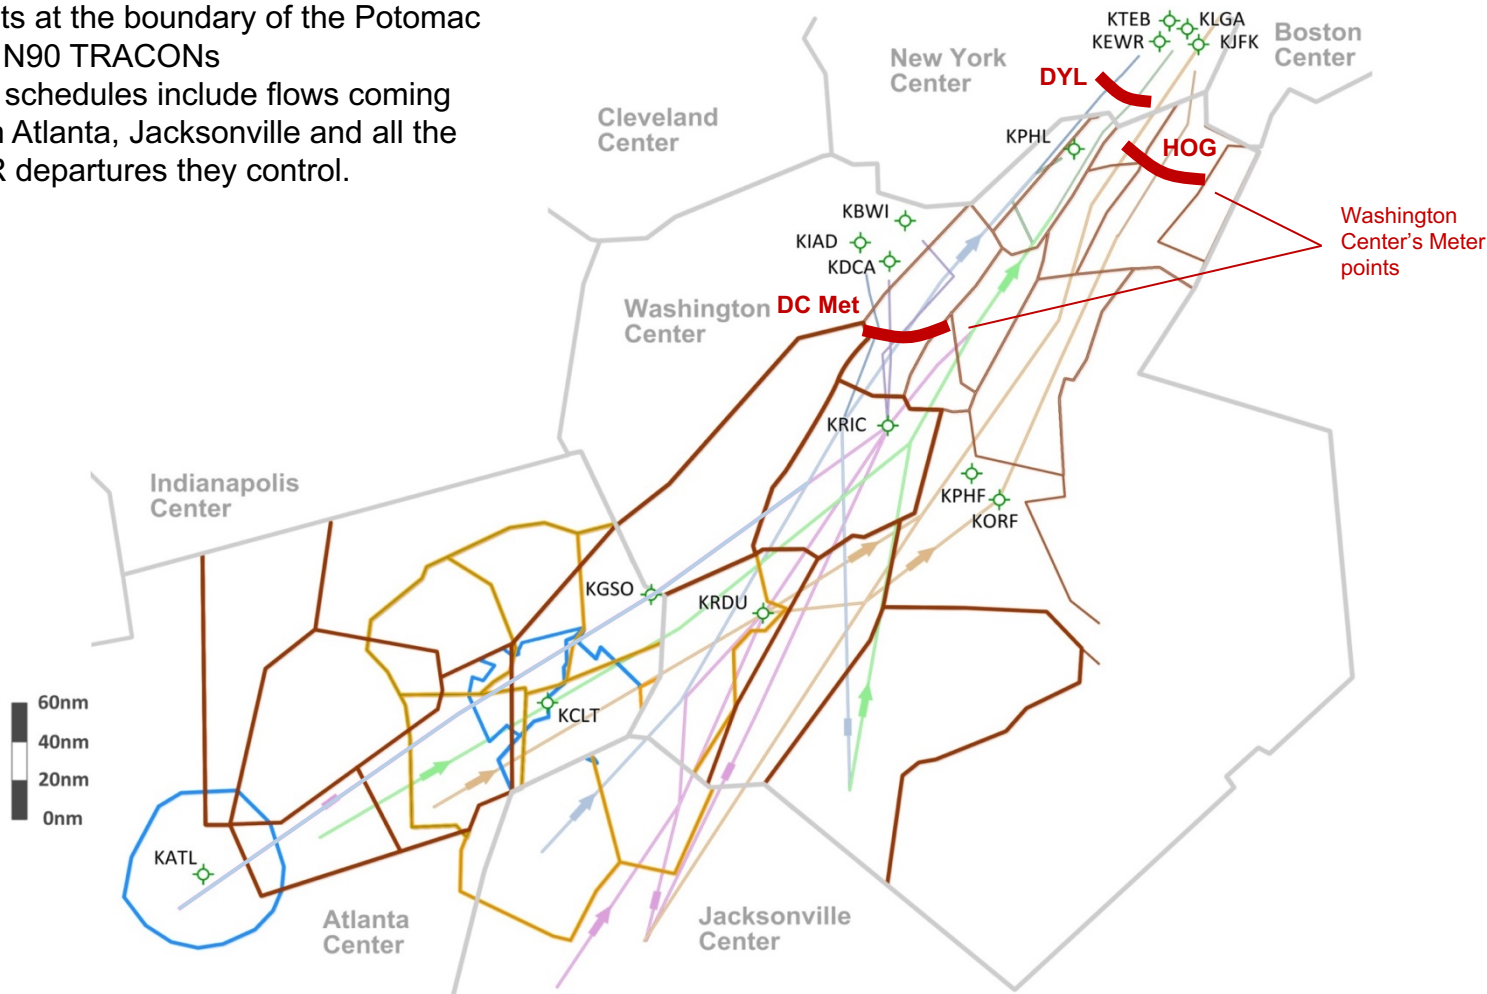 ts at the boundary of the Potomac
N90 TRACONs
schedules include flows coming
Atlanta, Jacksonville and all the
R departures they control.
KTEB
KLGA
KEWR
KJFK
Boston
Center
New York
Center
DYL
Cleveland
Center
KPHL
HOG
KBWI
KIAD
KDCA
Washington
Center's Meter
points
Washington
Center
DC Met
KRIC
Indianapolis
Center
KPHF
KORF
KGSO
KRDU
KCLT
60nm
40nm
20nm
0nm
KATL
Atlanta
Center
Jacksonville
Center